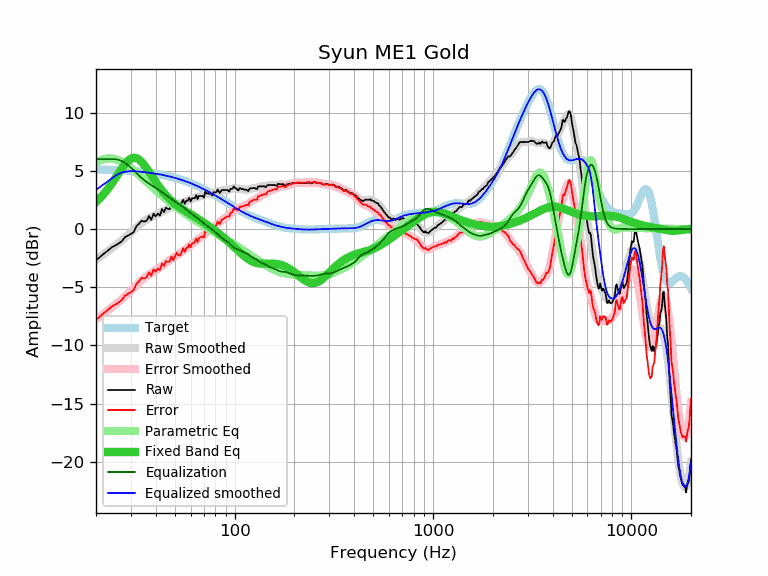 Syun ME1 Gold
10
5
0
−5
−10
−15
−20
Amplitude (dBr)
Target
Raw Smoothed
Error Smoothed
Raw
Error
Parametric Eq
Fixed Band Eq
Equalization
Equalized smoothed
100
1000
10000
Frequency (Hz)